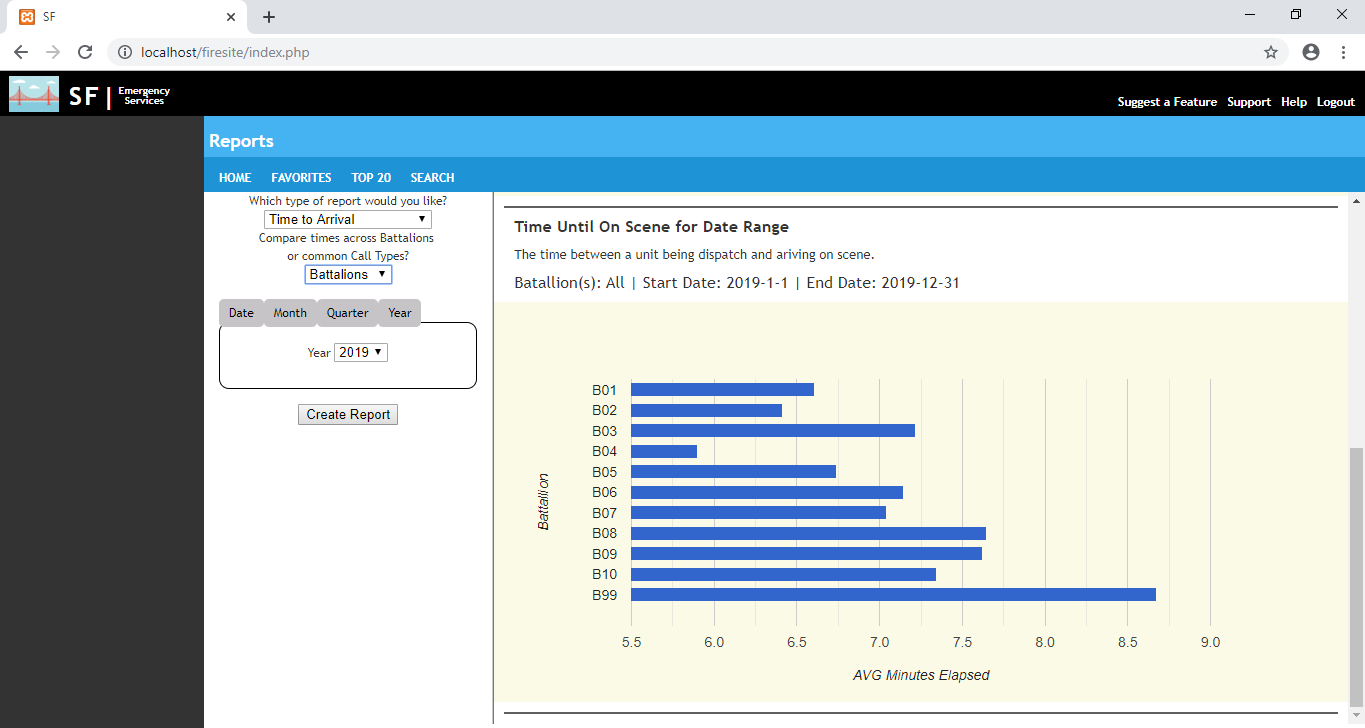 SF
localhost/firesite/index.php
SF | Emergency
Services
Suggest a Feature Support Help Logout
Reports
HOME FAVORITES TOP 20 SEARCH
Which type of report would you like?
Time to Arrival
Compare times across Battalions
or common Call Types?
Battalions
Date Month Quarter Year
Year 2019
Create Report
Time Until On Scene for Date Range
The time between a unit being dispatch and ariving on scene.
Batallion(s): All | Start Date: 2019-1-1 | End Date: 2019-12-31
Battallion
B01
B02
B03
B04
B05
B06
B07
B08
B09
B10
B99
5.5 6.0 6.5 7.0 7.5 8.0 8.5 9.0
AVG Minutes Elapsed